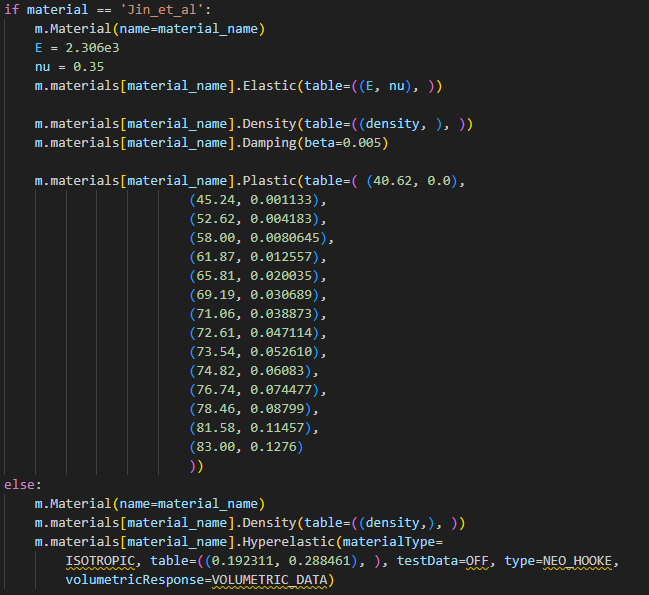 if material == 'Jin_et_al':
    m.Material(name=material_name)
    E = 2.306e3
    nu = 0.35
    m.materials[material_name].Elastic(table=((E, nu), ))
    m.materials[material_name].Density(table=((density, ), ))
    m.materials[material_name].Damping(beta=0.005)
    m.materials[material_name].Plastic(table=( (40.62, 0.0),
                        (45.24, 0.001133),
                        (52.62, 0.004183),
                        (58.00, 0.0080645),
                        (61.87, 0.012557),
                        (65.81, 0.020035),
                        (69.19, 0.030689),
                        (71.06, 0.038873),
                        (72.61, 0.047114),
                        (73.54, 0.052610),
                        (74.82, 0.06083),
                        (76.74, 0.074477),
                        (78.46, 0.08799),
                        (81.58, 0.11457),
                        (83.00, 0.1276)
                        ))
else:
    m.Material(name=material_name)
    m.materials[material_name].Density(table=((density,), ))
    m.materials[material_name].Hyperelastic(materialType=
        ISOTROPIC, table=((0.192311, 0.288461), ), testData=OFF, type=NEO_HOOKE,
        volumetricResponse=VOLUMETRIC_DATA)